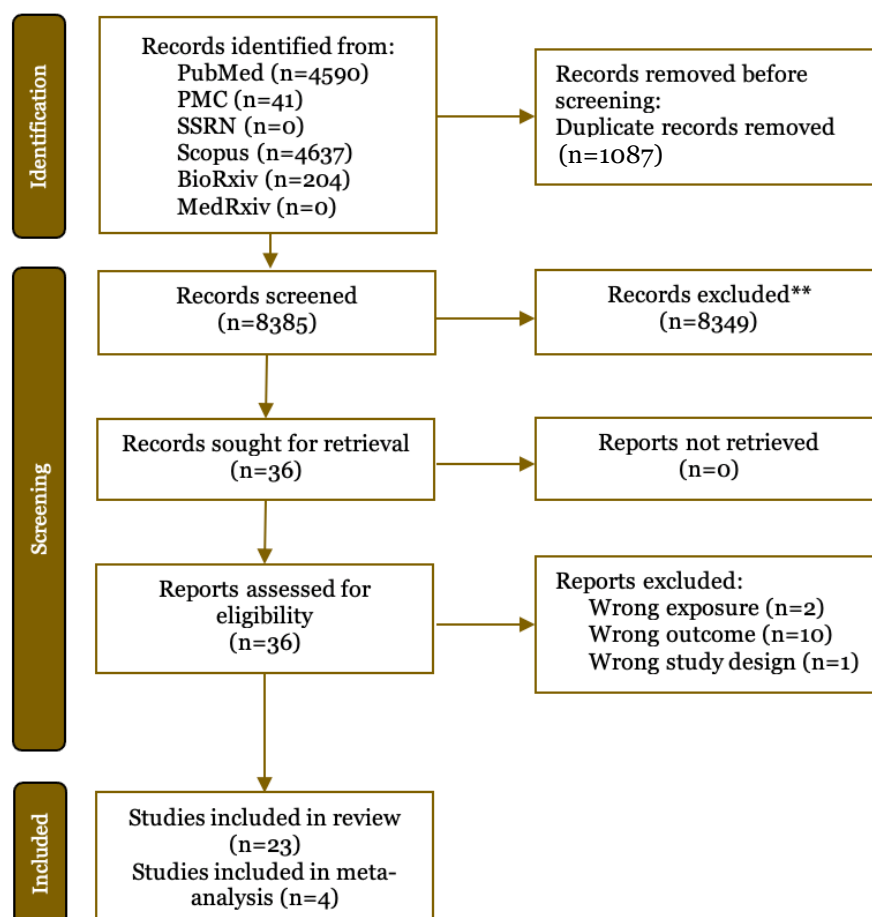 Identification
Records identified from:
PubMed (n=4590)
PMC (n=41)
SSRN (n=0)
Scopus (n=4637)
BioRxiv (n=204)
MedRxiv (n=0)
Records removed before
screening:
Duplicate records removed
(n=1087)
Screening
Records screened
(n=8385)
Records excluded**
(n=8349)
Records sought for retrieval
(n=36)
Reports not retrieved
(n=0)
Reports assessed for
eligibility
(n=36)
Reports excluded:
Wrong exposure (n=2)
Wrong outcome (n=10)
Wrong study design (n=1)
Included
Studies included in review
(n=23)
Studies included in meta-
analysis (n=4)